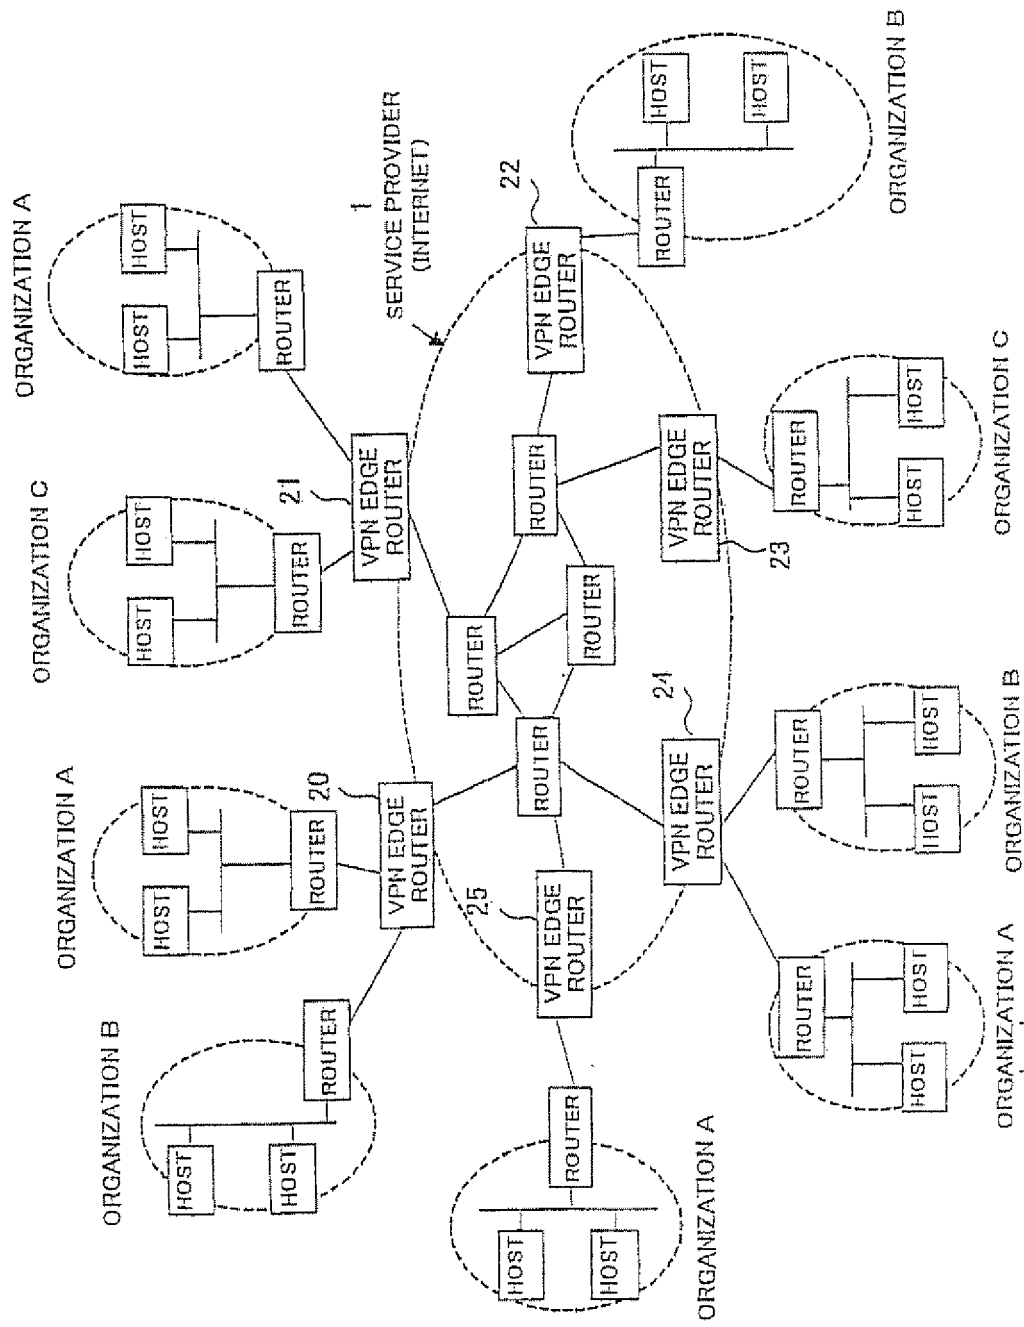 ORGANIZATION B
HOST
HOST
ROUTER
ORGANIZATION A
HOST
HOST
ROUTER
ORGANIZATION C
HOST
HOST
ROUTER
ORGANIZATION A
HOST
HOST
ROUTER
1
SERVICE PROVIDER
(INTERNET)
20
VPN EDGE
ROUTER
21
VPN EDGE
ROUTER
ORGANIZATION A
HOST
HOST
ROUTER
25
VPN EDGE
ROUTER
ROUTER
ROUTER
ROUTER
ROUTER
22
VPN EDGE
ROUTER
ROUTER
HOST
HOST
ORGANIZATION B
24
VPN EDGE
ROUTER
23
VPN EDGE
ROUTER
ROUTER
HOST
HOST
ORGANIZATION A
ROUTER
HOST
HOST
ORGANIZATION B
ROUTER
HOST
HOST
ORGANIZATION C